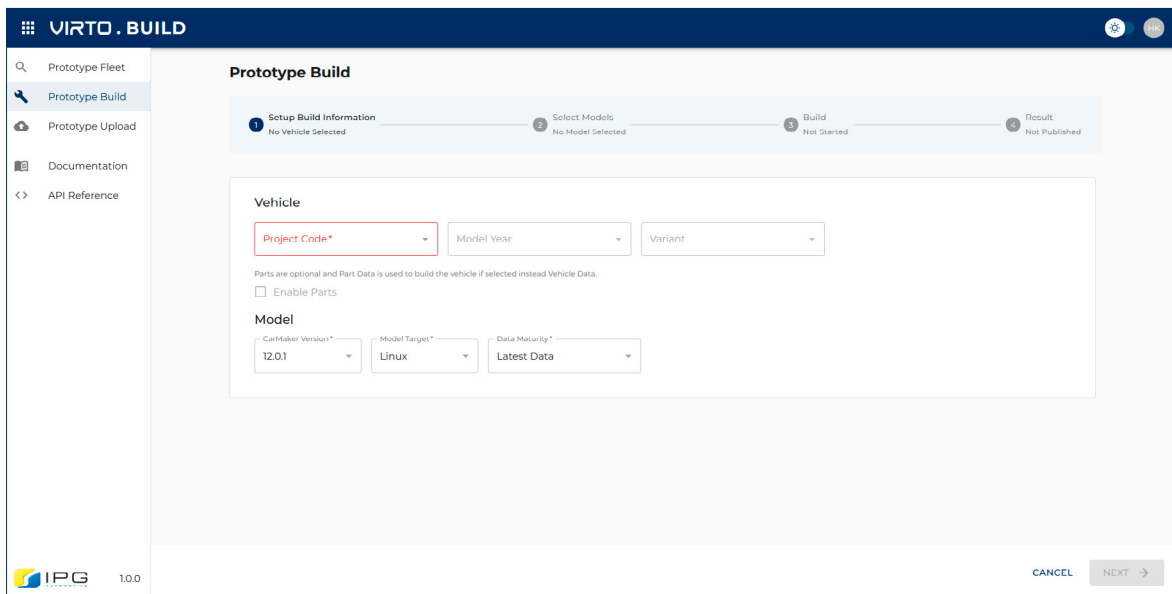 VIRTO.BUILD
HK
Prototype Fleet
Prototype Build
Prototype Upload
Documentation
API Reference
Prototype Build
1 Setup Build Information
No Vehicle Selected
2 Select Models
No Model Selected
3 Build
Not Started
4 Result
Not Published
Vehicle
Project Code*
Model Year
Variant
Parts are optional and Part Data is used to build the vehicle if selected instead Vehicle Data.
Enable Parts
Model
CarMaker Version*
12.0.1
Model Target*
Linux
Data Maturity*
Latest Data
IPG
1.0.0
CANCEL
NEXT →